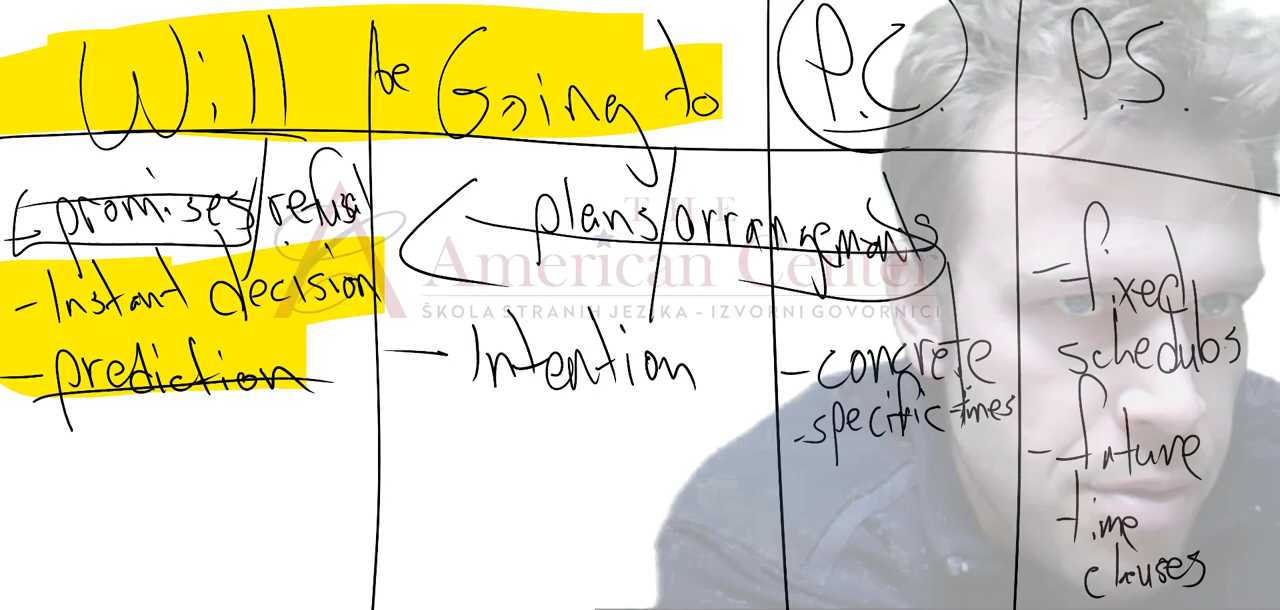 Will
be Going to
P.C.
P.S.
promises/refusal
- Instant decision
- prediction
plans/arrangements
- Intention
- concrete
- specific times
- fixed
schedules
- future
time
clauses
THE
American Center
ŠKOLA STRANIH JEZIKA - IZVORNI GOVORNICI